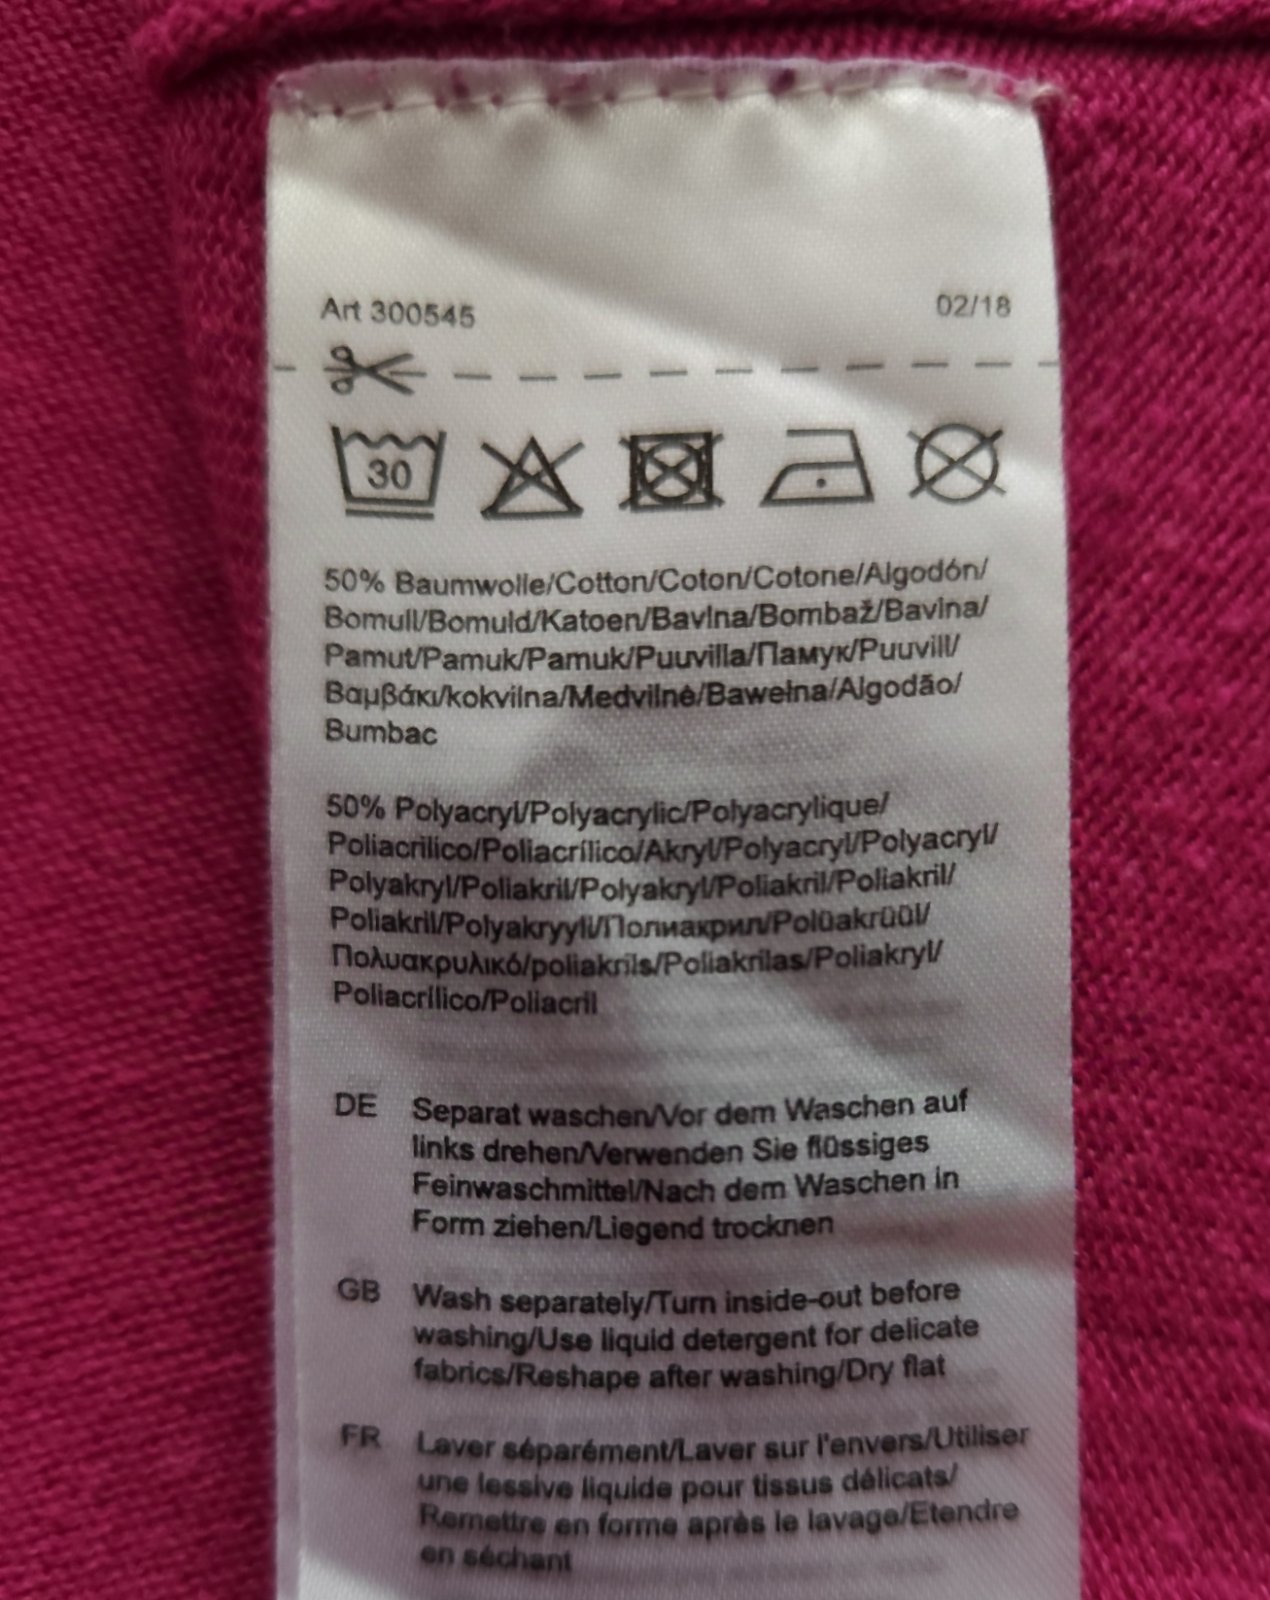 Art 300545 02/18
30
50% Baumwolle/Cotton/Coton/Cotone/Algodón/
Bomull/Bomuld/Katoen/Bavlna/Bombaž/Bavlna/
Pamut/Pamuk/Pamuk/Puuvilla/Памук/Puuvill/
Βαμβάκι/kokvilna/Medvilnė/Bawełna/Algodão/
Bumbac
50% Polyacryl/Polyacrylic/Polyacrylique/
Poliacrilico/Poliacrílico/Akryl/Polyacryl/Polyacryl/
Polyakryl/Poliakril/Polyakryl/Poliakril/Poliakril/
Poliakril/Polyakryyli/Полиакрил/Polüakrüül/
Πολυακρυλικό/poliakrils/Poliakrilas/Poliakryl/
Poliacrílico/Poliacril
DE Separat waschen/Vor dem Waschen auf
links drehen/Verwenden Sie flüssiges
Feinwaschmittel/Nach dem Waschen in
Form ziehen/Liegend trocknen
GB Wash separately/Turn inside-out before
washing/Use liquid detergent for delicate
fabrics/Reshape after washing/Dry flat
FR Laver séparément/Laver sur l'envers/Utiliser
une lessive liquide pour tissus délicats/
Remettre en forme après le lavage/Etendre
en séchant